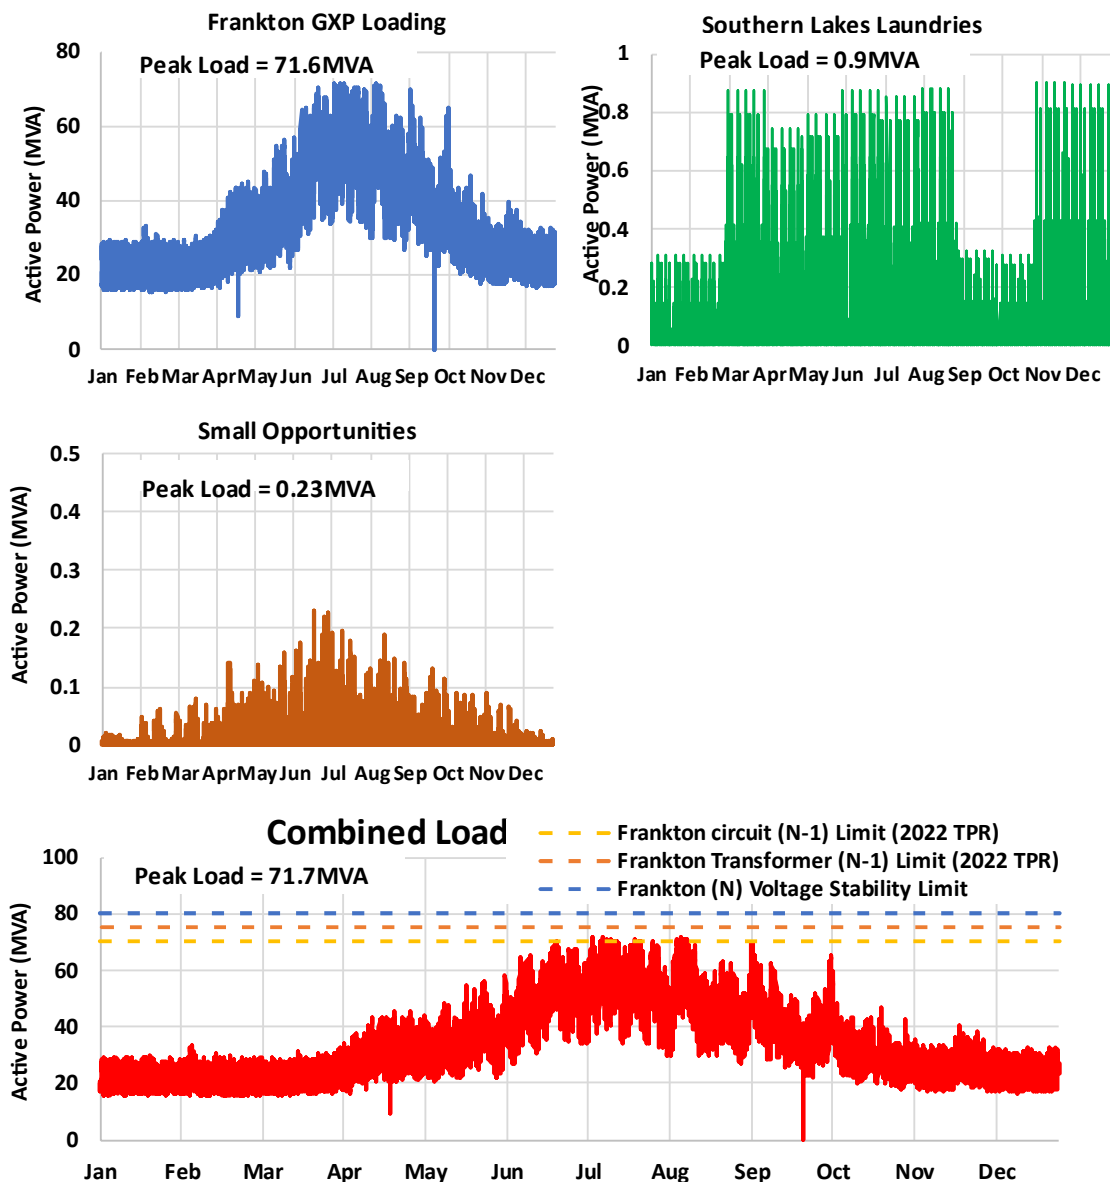 Frankton GXP Loading
Peak Load = 71.6MVA
Active Power (MVA)
80
60
40
20
0
Jan Feb Mar Apr May Jun Jul Aug Sep Oct Nov Dec
Southern Lakes Laundries
Peak Load = 0.9MVA
Active Power (MVA)
1
0.8
0.6
0.4
0.2
0
Jan Feb Mar Apr May Jun Jul Aug Sep Oct Nov Dec
Small Opportunities
Peak Load = 0.23MVA
Active Power (MVA)
0.5
0.4
0.3
0.2
0.1
0
Jan Feb Mar Apr May Jun Jul Aug Sep Oct Nov Dec
Combined Load
Frankton circuit (N-1) Limit (2022 TPR)
Frankton Transformer (N-1) Limit (2022 TPR)
Frankton (N) Voltage Stability Limit
Peak Load = 71.7MVA
Active Power (MVA)
100
80
60
40
20
0
Jan Feb Mar Apr May Jun Jul Aug Sep Oct Nov Dec